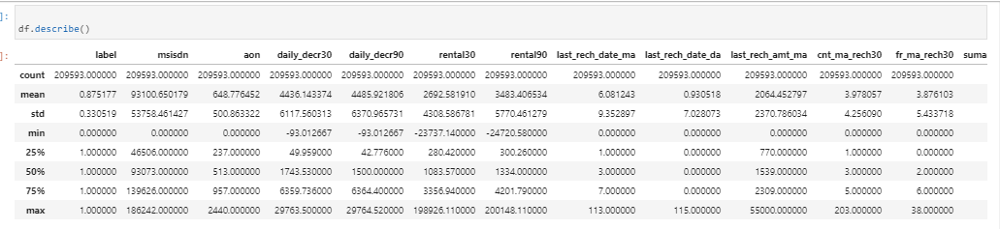 ]:
df.describe()
]:
label msisdn aon daily_decr30 daily_decr90 rental30 rental90 last_rech_date_ma last_rech_date_da last_rech_amt_ma cnt_ma_rech30 fr_ma_rech30 suma
count 209593.000000 209593.000000 209593.000000 209593.000000 209593.000000 209593.000000 209593.000000 209593.000000 209593.000000 209593.000000 209593.000000 209593.000000
mean 0.875177 93100.650179 648.776452 4436.143374 4485.921806 2692.581910 3483.406534 6.081243 0.930518 2064.452797 3.978057 3.876103
std 0.330519 53758.461427 500.863322 6117.560313 6370.965731 4308.586781 5770.461279 9.352897 7.028073 2370.786034 4.256090 5.433718
min 0.000000 0.000000 0.000000 -93.012667 -93.012667 -23737.140000 -24720.580000 0.000000 0.000000 0.000000 0.000000 0.000000
25% 1.000000 46506.000000 237.000000 49.959000 42.776000 280.420000 300.260000 1.000000 0.000000 770.000000 1.000000 0.000000
50% 1.000000 93073.000000 513.000000 1743.530000 1500.000000 1083.570000 1334.000000 3.000000 0.000000 1539.000000 3.000000 2.000000
75% 1.000000 139626.000000 957.000000 6359.736000 6364.400000 3356.940000 4201.790000 7.000000 0.000000 2309.000000 5.000000 6.000000
max 1.000000 186242.000000 2440.000000 29763.500000 29764.520000 198926.110000 200148.110000 113.000000 115.000000 55000.000000 203.000000 38.000000